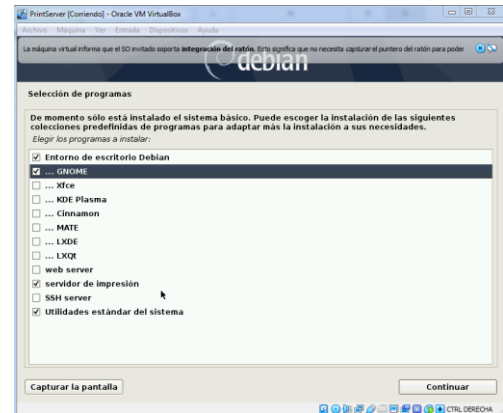 PrintServer [Corriendo] - Oracle VM VirtualBox
Archivo Máquina Ver Entrada Dispositivos Ayuda
La máquina virtual informa que el SO invitado soporta integración del ratón. Esto significa que no necesita capturar el puntero del ratón para poder
debian
Selección de programas
De momento sólo está instalado el sistema básico. Puede escoger la instalación de las siguientes
colecciones predefinidas de programas para adaptar más la instalación a sus necesidades.
Elegir los programas a instalar:
Entorno de escritorio Debian
... GNOME
... Xfce
... KDE Plasma
... Cinnamon
... MATE
... LXDE
... LXQt
web server
servidor de impresión
SSH server
Utilidades estándar del sistema
Capturar la pantalla
Continuar
CTRL DERECHA